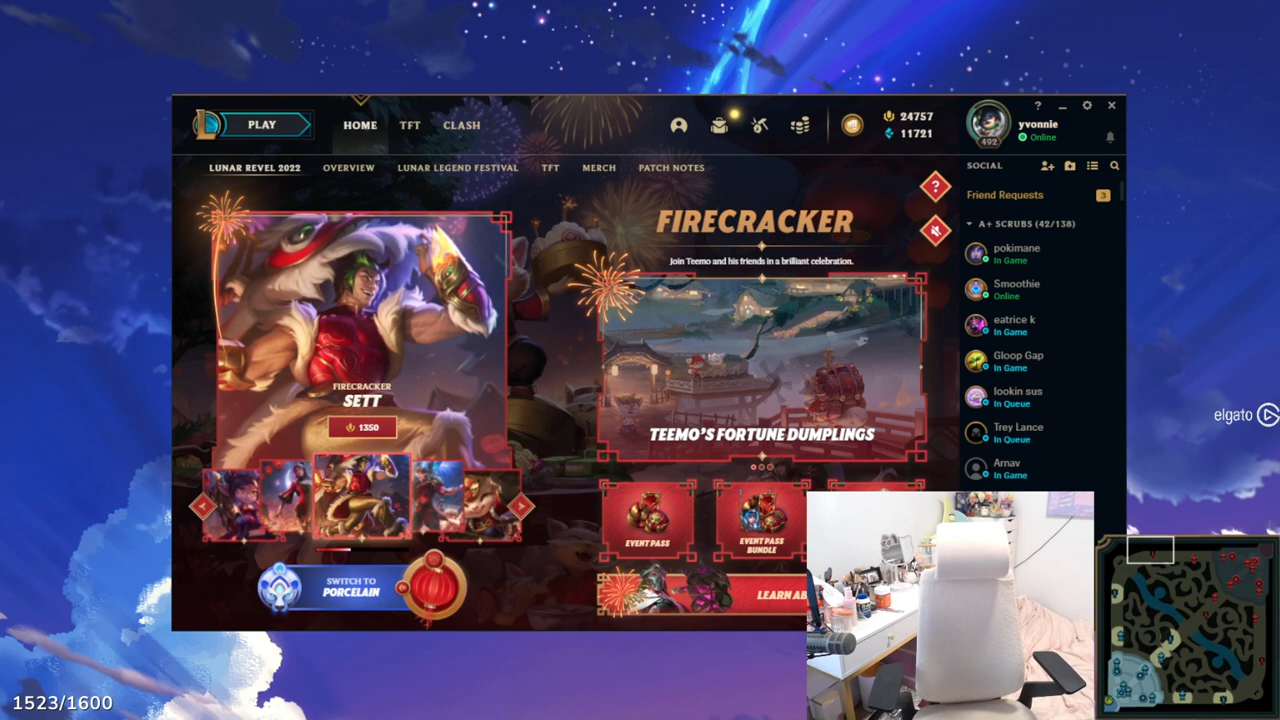 PLAY
HOME
TFT
CLASH
24757
11721
492
yvonnie
Online
?
LUNAR REVEL 2022
OVERVIEW
LUNAR LEGEND FESTIVAL
TFT
MERCH
PATCH NOTES
SOCIAL
Friend Requests
3
A+ SCRUBS (42/138)
pokimane
In Game
Smoothie
Online
eatrice k
In Game
Gloop Gap
In Game
lookin sus
In Queue
Trey Lance
In Queue
Arnav
In Game
?
FIRECRACKER
Join Teemo and his friends in a brilliant celebration.
FIRECRACKER
SETT
1350
TEEMO'S FORTUNE DUMPLINGS
EVENT PASS
EVENT PASS
BUNDLE
SWITCH TO
PORCELAIN
LEARN AB
elgato
1523/1600